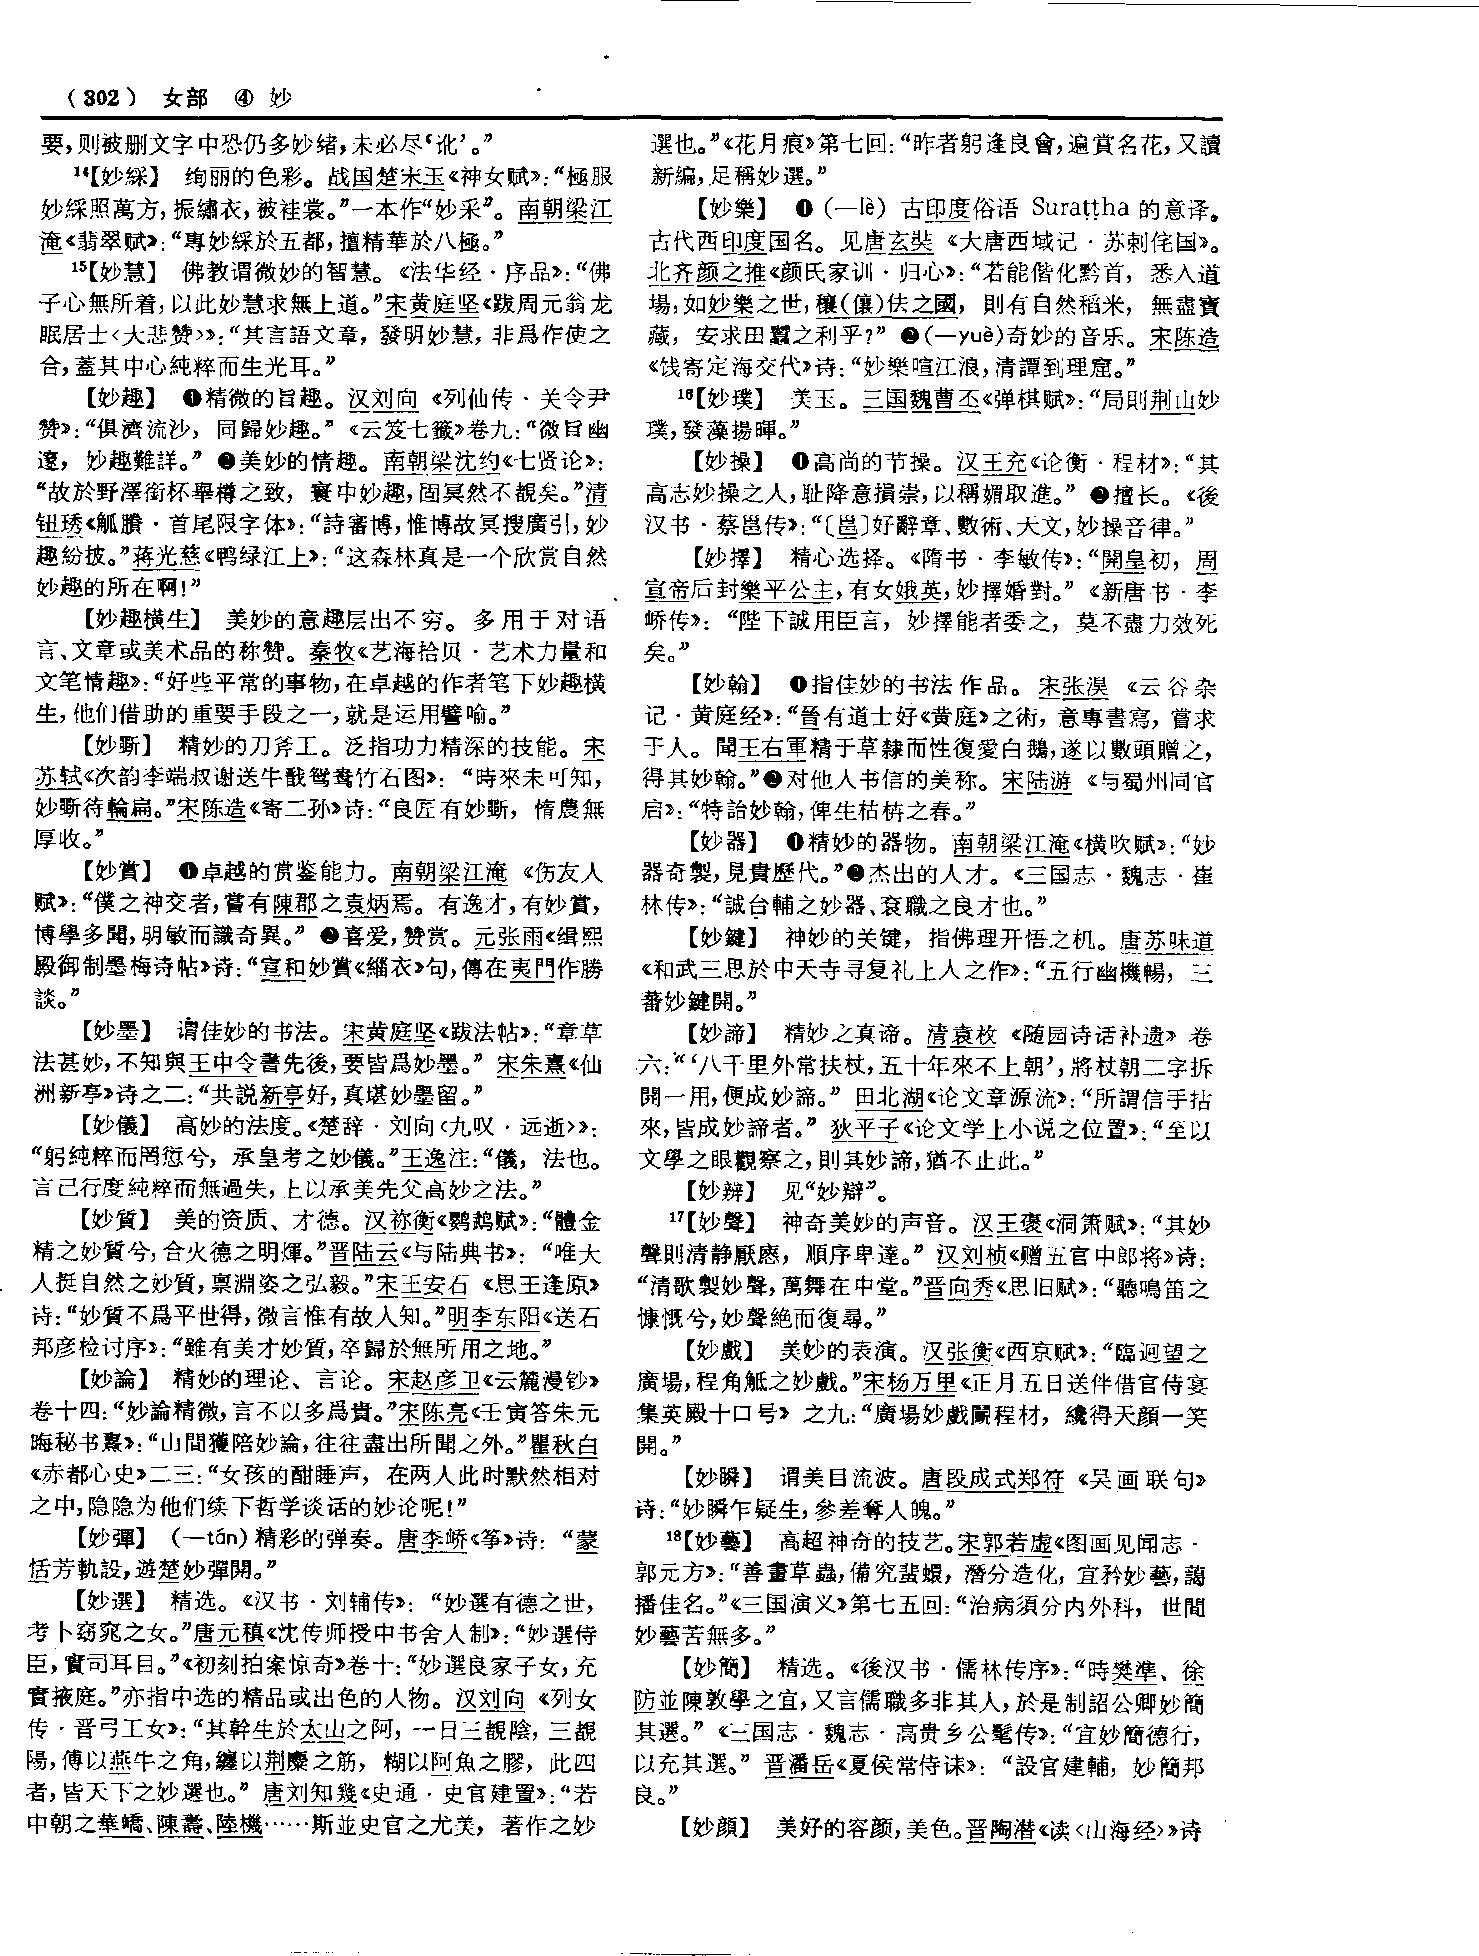 （302） 女部 ④ 妙
要，则被删文字中恐仍多妙绪，未必尽‘讹’。”
¹⁴【妙綵】 绚丽的色彩。战国楚宋玉《神女赋》：“極服
妙綵照萬方，振繡衣，被袿裳。”一本作“妙采”。南朝梁江
淹《翡翠赋》：“專妙綵於五都，擅精華於八極。”
¹⁵【妙慧】 佛教谓微妙的智慧。《法华经·序品》：“佛
子心無所着，以此妙慧求無上道。”宋黄庭坚《跋周元翁龙
眠居士〈大悲赞〉》：“其言語文章，發明妙慧，非爲作使之
合，蓋其中心純粹而生光耳。”
【妙趣】 ❶精微的旨趣。汉刘向《列仙传·关令尹
赞》：“俱濟流沙，同歸妙趣。”《云笈七籤》卷九：“微旨幽
邃，妙趣難詳。”❷美妙的情趣。南朝梁沈约《七贤论》：
“故於野澤銜杯舉樽之致，寰中妙趣，固冥然不覩矣。”清
钮琇《觚賸·首尾限字体》：“詩審博，惟博故冥搜廣引，妙
趣紛披。”蒋光慈《鸭绿江上》：“这森林真是一个欣赏自然
妙趣的所在啊！”
【妙趣横生】 美妙的意趣层出不穷。多用于对语
言、文章或美术品的称赞。秦牧《艺海拾贝·艺术力量和
文笔情趣》：“好些平常的事物，在卓越的作者笔下妙趣横
生，他们借助的重要手段之一，就是运用譬喻。”
【妙斲】 精妙的刀斧工。泛指功力精深的技能。宋
苏轼《次韵李端叔谢送牛戬鸳鸯竹石图》：“時來未可知，
妙斲待輪扁。”宋陈造《寄二孙》诗：“良匠有妙斲，惰農無
厚收。”
【妙賞】 ❶卓越的赏鉴能力。南朝梁江淹《伤友人
赋》：“僕之神交者，嘗有陳郡之袁炳焉。有逸才，有妙賞，
博學多聞，明敏而識奇異。”❷喜爱，赞赏。元张雨《缉熙
殿御制墨梅诗帖》诗：“宣和妙賞《緇衣》句，傳在夷門作勝
談。”
【妙墨】 谓佳妙的书法。宋黄庭坚《跋法帖》：“章草
法甚妙，不知與王中令書先後，要皆爲妙墨。”宋朱熹《仙
洲新亭》诗之二：“共説新亭好，真堪妙墨留。”
【妙儀】 高妙的法度。《楚辞·刘向〈九叹·远逝〉》：
“躬純粹而罔愆兮，承皇考之妙儀。”王逸注：“儀，法也。
言己行度純粹而無過失，上以承美先父高妙之法。”
【妙質】 美的资质、才德。汉祢衡《鹦鹉赋》：“體金
精之妙質兮，合火德之明煇。”晋陆云《与陆典书》：“唯大
人挺自然之妙質，禀淵姿之弘毅。”宋王安石《思王逢原》
诗：“妙質不爲平世得，微言惟有故人知。”明李东阳《送石
邦彦检讨序》：“雖有美才妙質，卒歸於無所用之地。”
【妙論】 精妙的理论、言论。宋赵彦卫《云麓漫钞》
卷十四：“妙論精微，言不以多爲貴。”宋陈亮《壬寅答朱元
晦秘书熹》：“山間獲陪妙論，往往盡出所聞之外。”瞿秋白
《赤都心史》二三：“女孩的酣睡声，在两人此时默然相对
之中，隐隐为他们续下哲学谈话的妙论呢！”
【妙彈】 （—tán）精彩的弹奏。唐李峤《筝》诗：“蒙
恬芳軌設，遊楚妙彈開。”
【妙選】 精选。《汉书·刘辅传》：“妙選有德之世，
考卜窈窕之女。”唐元稹《沈传师授中书舍人制》：“妙選侍
臣，實司耳目。”《初刻拍案惊奇》卷十：“妙選良家子女，充
實掖庭。”亦指中选的精品或出色的人物。汉刘向《列女
传·晋弓工女》：“其幹生於太山之阿，一日三覩陰，三覩
陽，傅以燕牛之角，纏以荆麋之筋，糊以阿魚之膠，此四
者，皆天下之妙選也。”唐刘知幾《史通·史官建置》：“若
中朝之華嶠、陳壽、陸機……斯並史官之尤美，著作之妙
選也。”《花月痕》第七回：“昨者躬逢良會，遍賞名花，又讀
新編，足稱妙選。”
【妙樂】 ❶（—lè）古印度俗语 Suraṭṭha 的意译。
古代西印度国名。见唐玄奘《大唐西域记·苏剌侘国》。
北齐颜之推《颜氏家训·归心》：“若能偕化黔首，悉入道
場，如妙樂之世，穰（儴）佉之國，則有自然稻米，無盡寶
藏，安求田蠶之利乎？”❷（—yuè）奇妙的音乐。宋陈造
《饯寄定海交代》诗：“妙樂喧江浪，清譚到理窟。”
¹⁶【妙璞】 美玉。三国魏曹丕《弹棋赋》：“局則荆山妙
璞，發藻揚暉。”
【妙操】 ❶高尚的节操。汉王充《论衡·程材》：“其
高志妙操之人，耻降意損崇，以稱媚取進。”❷擅长。《後
汉书·蔡邕传》：“〔邕〕好辭章、數術、天文，妙操音律。”
【妙擇】 精心选择。《隋书·李敏传》：“開皇初，周
宣帝后封樂平公主，有女娥英，妙擇婚對。”《新唐书·李
峤传》：“陛下誠用臣言，妙擇能者委之，莫不盡力效死
矣。”
【妙翰】 ❶指佳妙的书法作品。宋张淏《云谷杂
记·黄庭经》：“晉有道士好《黄庭》之術，意專書寫，嘗求
于人。聞王右軍精于草隸而性復愛白鵝，遂以數頭贈之，
得其妙翰。”❷对他人书信的美称。宋陆游《与蜀州同官
启》：“特詒妙翰，俾生枯枿之春。”
【妙器】 ❶精妙的器物。南朝梁江淹《横吹赋》：“妙
器奇製，見貴歷代。”❷杰出的人才。《三国志·魏志·崔
林传》：“誠台輔之妙器、衮職之良才也。”
【妙鍵】 神妙的关键，指佛理开悟之机。唐苏味道
《和武三思於中天寺寻复礼上人之作》：“五行幽機暢，三
蕃妙鍵開。”
【妙諦】 精妙之真谛。清袁枚《随园诗话补遗》卷
六：“‘八千里外常扶杖，五十年來不上朝’，將杖朝二字拆
開一用，便成妙諦。”田北湖《论文章源流》：“所謂信手拈
來，皆成妙諦者。”狄平子《论文学上小说之位置》：“至以
文學之眼觀察之，則其妙諦，猶不止此。”
【妙辨】 见“妙辯”。
¹⁷【妙聲】 神奇美妙的声音。汉王褒《洞箫赋》：“其妙
聲則清静厭瘱，順序卑達。”汉刘桢《赠五官中郎将》诗：
“清歌製妙聲，萬舞在中堂。”晋向秀《思旧赋》：“聽鳴笛之
慷慨兮，妙聲絶而復尋。”
【妙戲】 美妙的表演。汉张衡《西京赋》：“臨迥望之
廣場，程角觝之妙戲。”宋杨万里《正月五日送伴借官侍宴
集英殿十口号》之九：“廣場妙戲鬭程材，纔得天顔一笑
開。”
【妙瞬】 谓美目流波。唐段成式郑符《吴画联句》
诗：“妙瞬乍疑生，參差奪人魄。”
¹⁸【妙藝】 高超神奇的技艺。宋郭若虚《图画见闻志·
郭元方》：“善畫草蟲，備究蜚蠉，潛分造化，宜矜妙藝，藹
播佳名。”《三国演义》第七五回：“治病須分内外科，世間
妙藝苦無多。”
【妙簡】 精选。《後汉书·儒林传序》：“時樊準、徐
防並陳敦學之宜，又言儒職多非其人，於是制詔公卿妙簡
其選。”《三国志·魏志·高贵乡公髦传》：“宜妙簡德行，
以充其選。”晋潘岳《夏侯常侍诔》：“設官建輔，妙簡邦
良。”
【妙顔】 美好的容颜，美色。晋陶潜《读〈山海经〉》诗